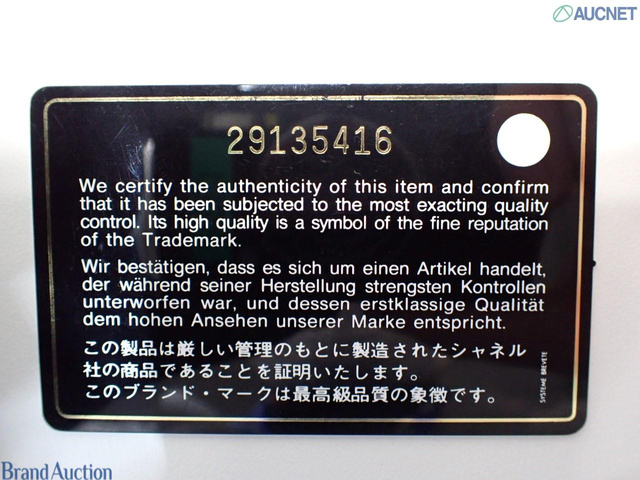 AUCNET
29135416
We certify the authenticity of this item and confirm
that it has been subjected to the most exacting quality
control. Its high quality is a symbol of the fine reputation
of the Trademark.
Wir bestätigen, dass es sich um einen Artikel handelt,
der während seiner Herstellung strengsten Kontrollen
unterworfen war, und dessen erstklassige Qualität
dem hohen Ansehen unserer Marke entspricht.
この製品は厳しい管理のもとに製造されたシャネル
社の商品であることを証明いたします。
このブランド・マークは最高級品質の象徴です。
SYSTEME BREVETE
Brand Auction